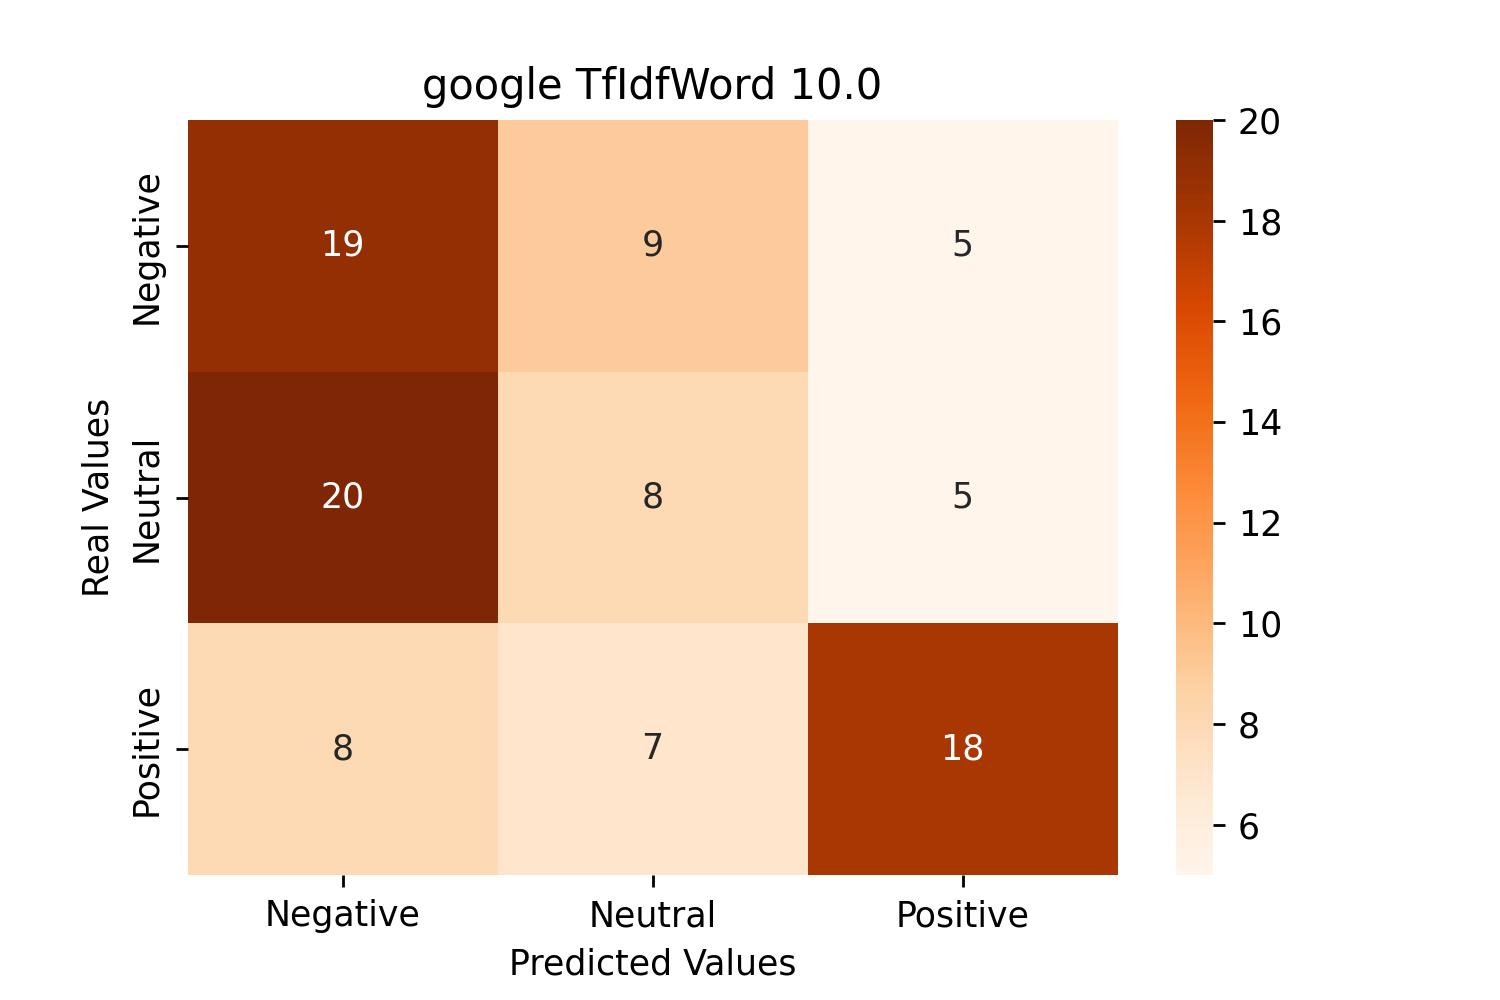 google TfIdfWord 10.0
Real Values
Negative
19 9 5
Neutral
20 8 5
Positive
8 7 18
Negative Neutral Positive
Predicted Values
20
18
16
14
12
10
8
6